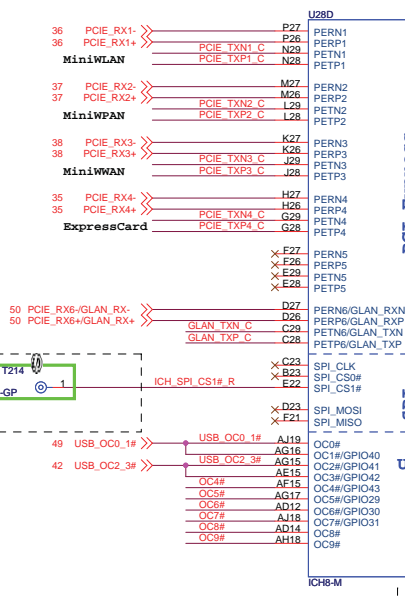 U28D
36 PCIE_RX1- P27 PERN1
36 PCIE_RX1+ P26 PERP1
PCIE_TXN1_C N29 PETN1
MiniWLAN PCIE_TXP1_C N28 PETP1
37 PCIE_RX2- M27 PERN2
37 PCIE_RX2+ M26 PERP2
PCIE_TXN2_C L29 PETN2
MiniWPAN PCIE_TXP2_C L28 PETP2
38 PCIE_RX3- K27 PERN3
38 PCIE_RX3+ K26 PERP3
PCIE_TXN3_C J29 PETN3
MiniWWAN PCIE_TXP3_C J28 PETP3
35 PCIE_RX4- H27 PERN4
35 PCIE_RX4+ H26 PERP4
PCIE_TXN4_C G29 PETN4
ExpressCard PCIE_TXP4_C G28 PETP4
F27 PERN5
F26 PERP5
E29 PETN5
E28 PETP5
50 PCIE_RX6-/GLAN_RX- D27 PERN6/GLAN_RXN
50 PCIE_RX6+/GLAN_RX+ D26 PERP6/GLAN_RXP
GLAN_TXN_C C29 PETN6/GLAN_TXN
GLAN_TXP_C C28 PETP6/GLAN_TXP
C23 SPI_CLK
T214 B23 SPI_CS0#
1 ICH_SPI_CS1#_R E22 SPI_CS1#
-GP
D23 SPI_MOSI
F21 SPI_MISO
49 USB_OC0_1# USB_OC0_1# AJ19 OC0#
AG16 OC1#/GPIO40
42 USB_OC2_3# USB_OC2_3# AG15 OC2#/GPIO41
AE15 OC3#/GPIO42
OC4# AF15 OC4#/GPIO43
OC5# AG17 OC5#/GPIO29
OC6# AD12 OC6#/GPIO30
OC7# AJ18 OC7#/GPIO31
OC8# AD14 OC8#
OC9# AH18 OC9#
ICH8-M